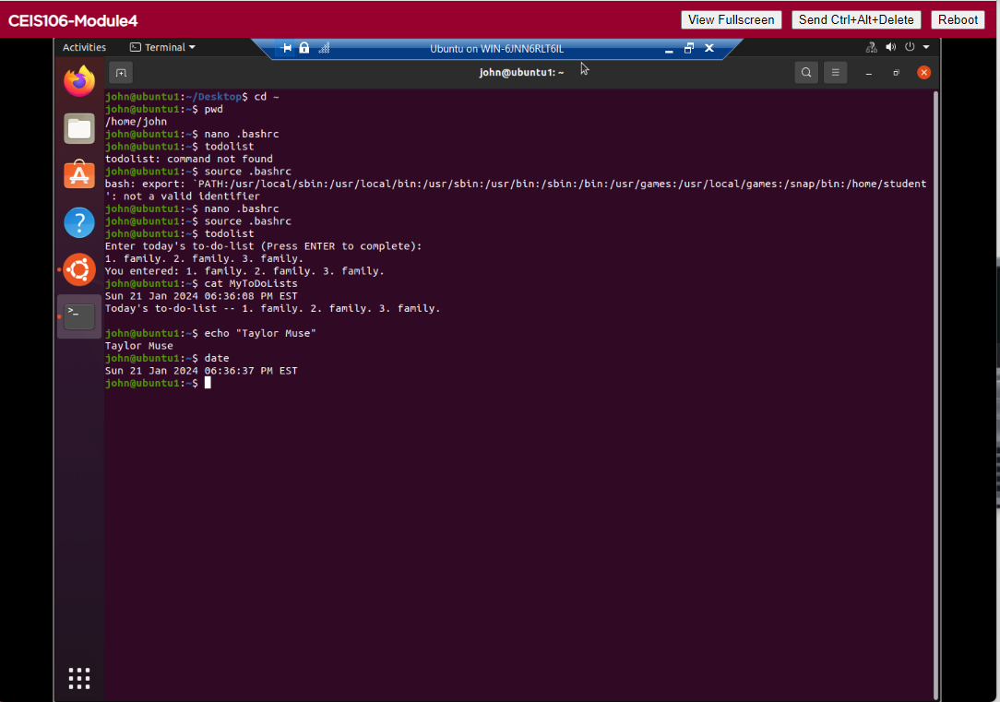 CEIS106-Module4
View Fullscreen
Send Ctrl+Alt+Delete
Reboot
Activities
Terminal
Ubuntu on WIN-6JNN6RLT6IL
john@ubuntu1: ~
john@ubuntu1:~/Desktop$ cd ~
john@ubuntu1:~$ pwd
/home/john
john@ubuntu1:~$ nano .bashrc
john@ubuntu1:~$ todolist
todolist: command not found
john@ubuntu1:~$ source .bashrc
bash: export: `PATH:/usr/local/sbin:/usr/local/bin:/usr/sbin:/usr/bin:/sbin:/bin:/usr/games:/usr/local/games:/snap/bin:/home/student
': not a valid identifier
john@ubuntu1:~$ nano .bashrc
john@ubuntu1:~$ source .bashrc
john@ubuntu1:~$ todolist
Enter today's to-do-list (Press ENTER to complete):
1. family. 2. family. 3. family.
You entered: 1. family. 2. family. 3. family.
john@ubuntu1:~$ cat MyToDoLists
Sun 21 Jan 2024 06:36:08 PM EST
Today's to-do-list -- 1. family. 2. family. 3. family.
john@ubuntu1:~$ echo "Taylor Muse"
Taylor Muse
john@ubuntu1:~$ date
Sun 21 Jan 2024 06:36:37 PM EST
john@ubuntu1:~$